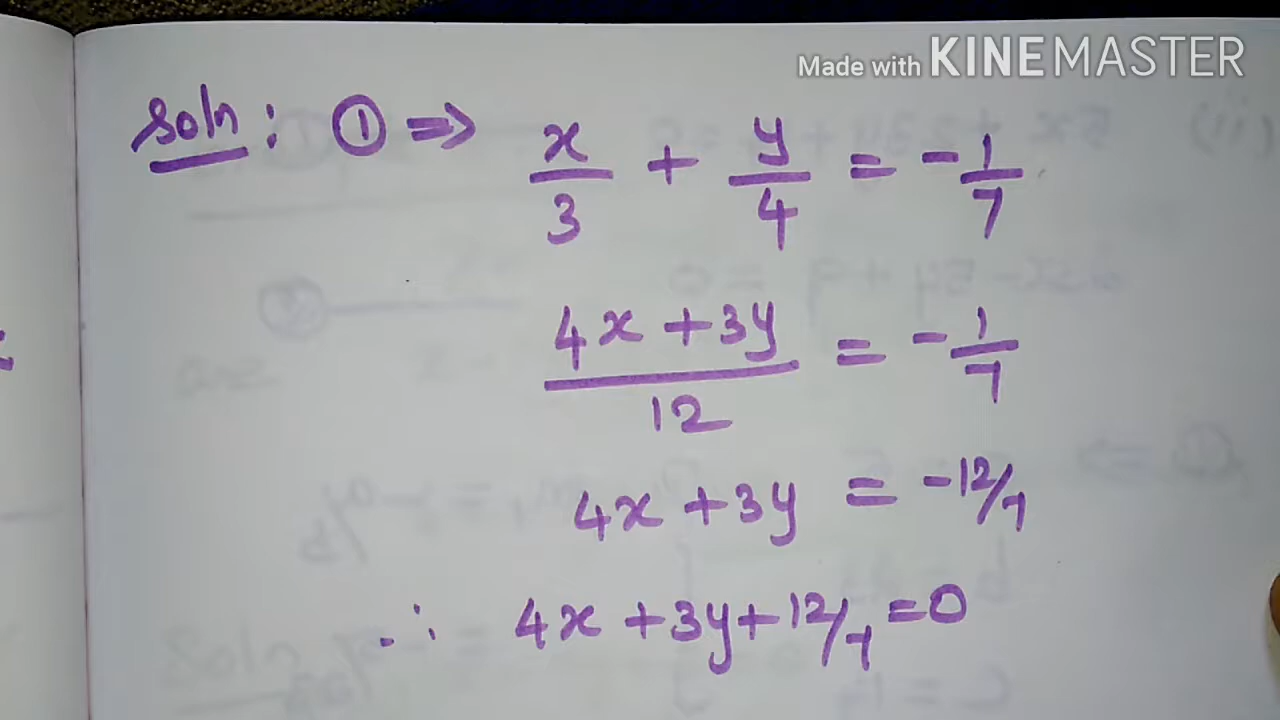 Made with KINEMASTER
Soln: ① ⇒ x/3 + y/4 = -1/7
4x + 3y / 12 = -1/7
4x + 3y = -12/7
∴ 4x + 3y + 12/7 = 0